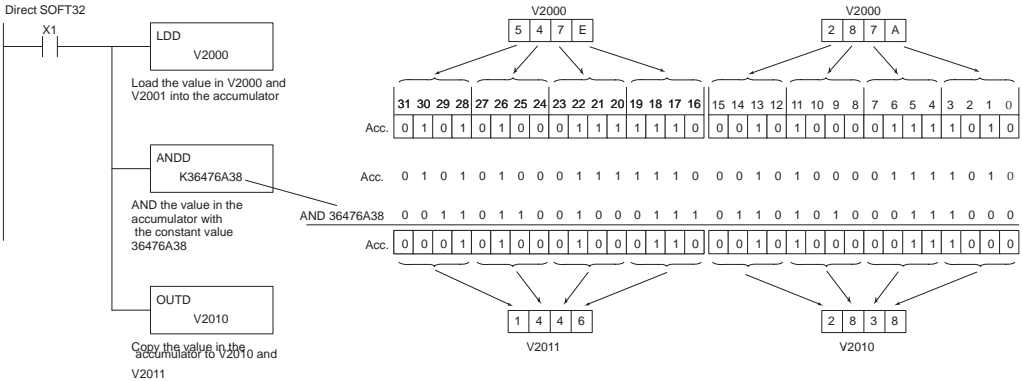 Direct SOFT32
X1
LDD
V2000
Load the value in V2000 and
V2001 into the accumulator
ANDD
K36476A38
AND the value in the
accumulator with
the constant value
36476A38
OUTD
V2010
Copy the value in the
accumulator to V2010 and
V2011
V2000 V2000
5 4 7 E 2 8 7 A
31 30 29 28 27 26 25 24 23 22 21 20 19 18 17 16 15 14 13 12 11 10 9 8 7 6 5 4 3 2 1 0
Acc. 0 1 0 1 0 1 0 0 0 1 1 1 1 1 1 0 0 0 1 0 1 0 0 0 0 1 1 1 1 0 1 0
Acc. 0 1 0 1 0 1 0 0 0 1 1 1 1 1 1 0 0 0 1 0 1 0 0 0 0 1 1 1 1 0 1 0
AND 36476A38 0 0 1 1 0 1 1 0 0 1 0 0 0 1 1 1 0 1 1 0 1 0 1 0 0 0 1 1 1 0 0 0
Acc. 0 0 0 1 0 1 0 0 0 1 0 0 0 1 1 0 0 0 1 0 1 0 0 0 0 0 1 1 1 0 0 0
1 4 4 6 2 8 3 8
V2011 V2010